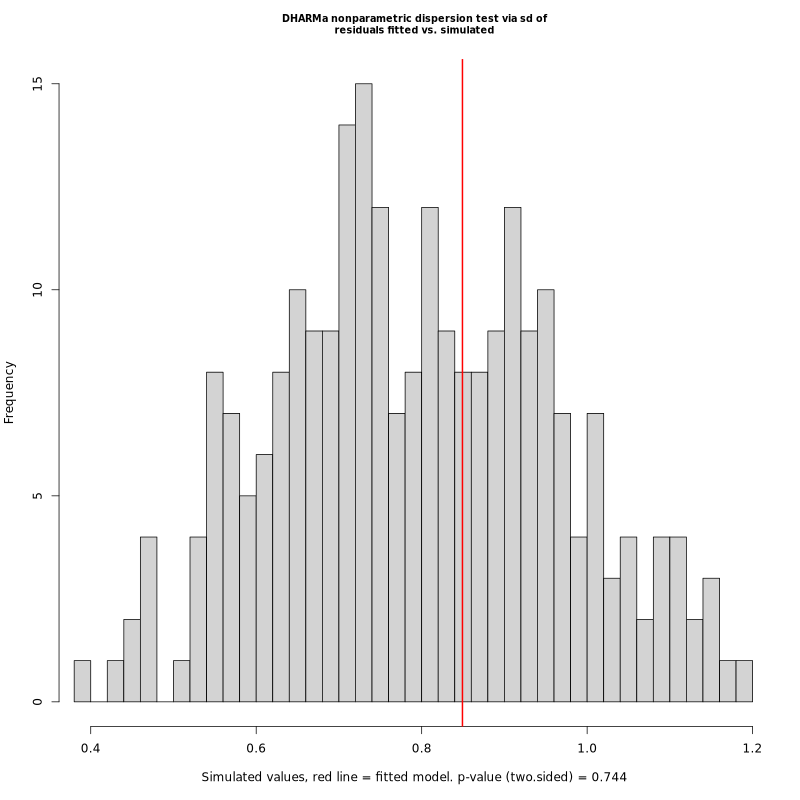 DHARMa nonparametric dispersion test via sd of
residuals fitted vs. simulated
Frequency
15
10
5
0
0.4 0.6 0.8 1.0 1.2
Simulated values, red line = fitted model. p-value (two.sided) = 0.744